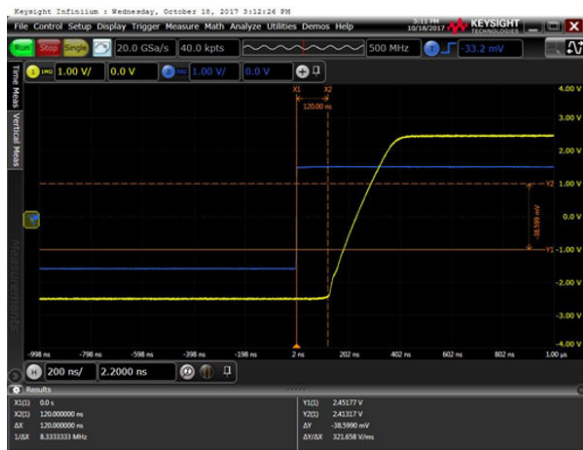 Keysight Infiniium : Wednesday, October 18, 2017 3:12:26 PM
File Control Setup Display Trigger Measure Math Analyze Utilities Demos Help
3:11 PM
10/18/2017
KEYSIGHT
TECHNOLOGIES
Run Stop Single 20.0 GSa/s 40.0 kpts 500 MHz T -33.2 mV
1 1MΩ 1.00 V/ 0.0 V 1.00 V/ 0.0 V
Time Meas
Vertical Meas
Measurements
X1 X2
120.00 ns
4.00 V
3.00 V
2.00 V
1.00 V
0.0 V
-1.00 V
-2.00 V
-3.00 V
-4.00 V
Y2
Y1
-38.599 mV
-998 ns -798 ns -598 ns -398 ns -198 ns 2 ns 202 ns 402 ns 602 ns 802 ns 1.00 µs
H 200 ns/ 2.2000 ns
Results
X1(1) 0.0 s
X2(1) 120.000000 ns
ΔX 120.000000 ns
1/ΔX 8.3333333 MHz
Y1(1) 2.45177 V
Y2(1) 2.41317 V
ΔY -38.5990 mV
ΔY/ΔX 321.658 V/ms